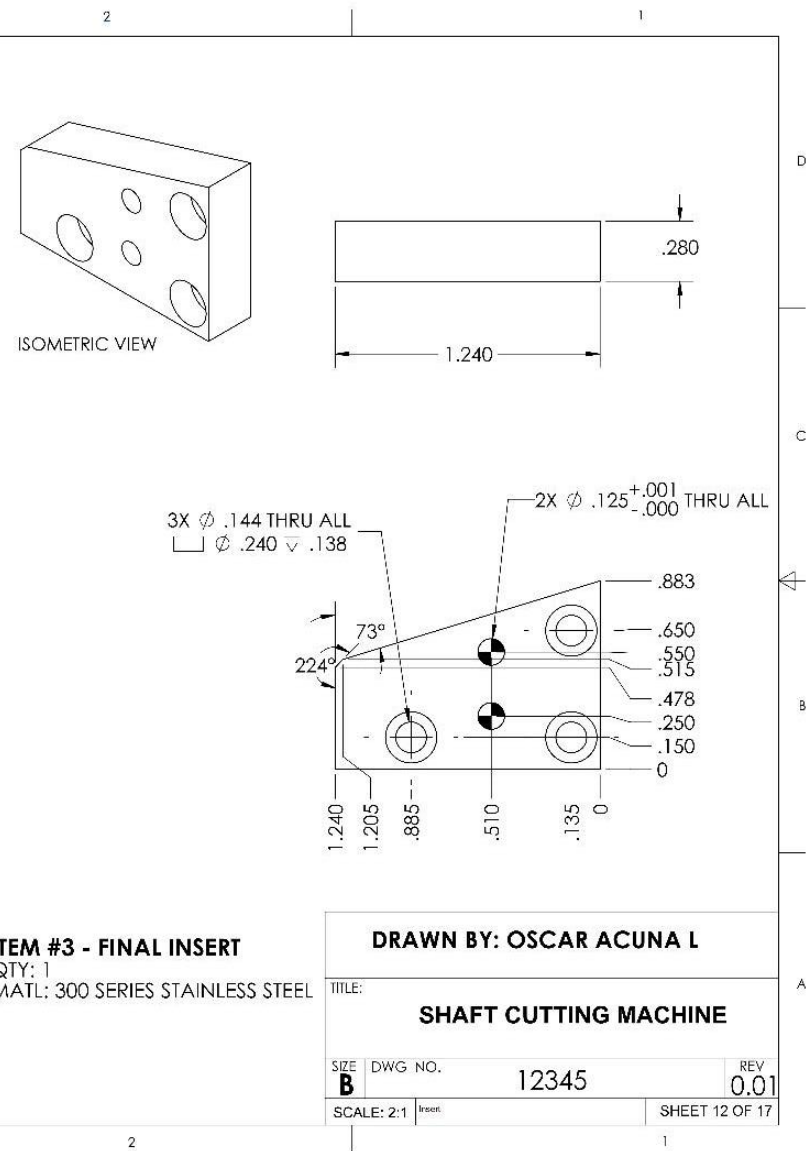 2
1
D
ISOMETRIC VIEW
.280
1.240
C
3X ∅ .144 THRU ALL
⌴ ∅ .240 ↧ .138
2X ∅ .125 +.001 -.000 THRU ALL
.883
73°
.650
224°
.550
.515
.478
B
.250
.150
0
1.240
1.205
.885
.510
.135
0
TEM #3 - FINAL INSERT
QTY: 1
MATL: 300 SERIES STAINLESS STEEL
DRAWN BY: OSCAR ACUNA L
TITLE:
A
SHAFT CUTTING MACHINE
SIZE
DWG NO.
REV
B
12345
0.01
SCALE: 2:1
Insert
SHEET 12 OF 17
2
1